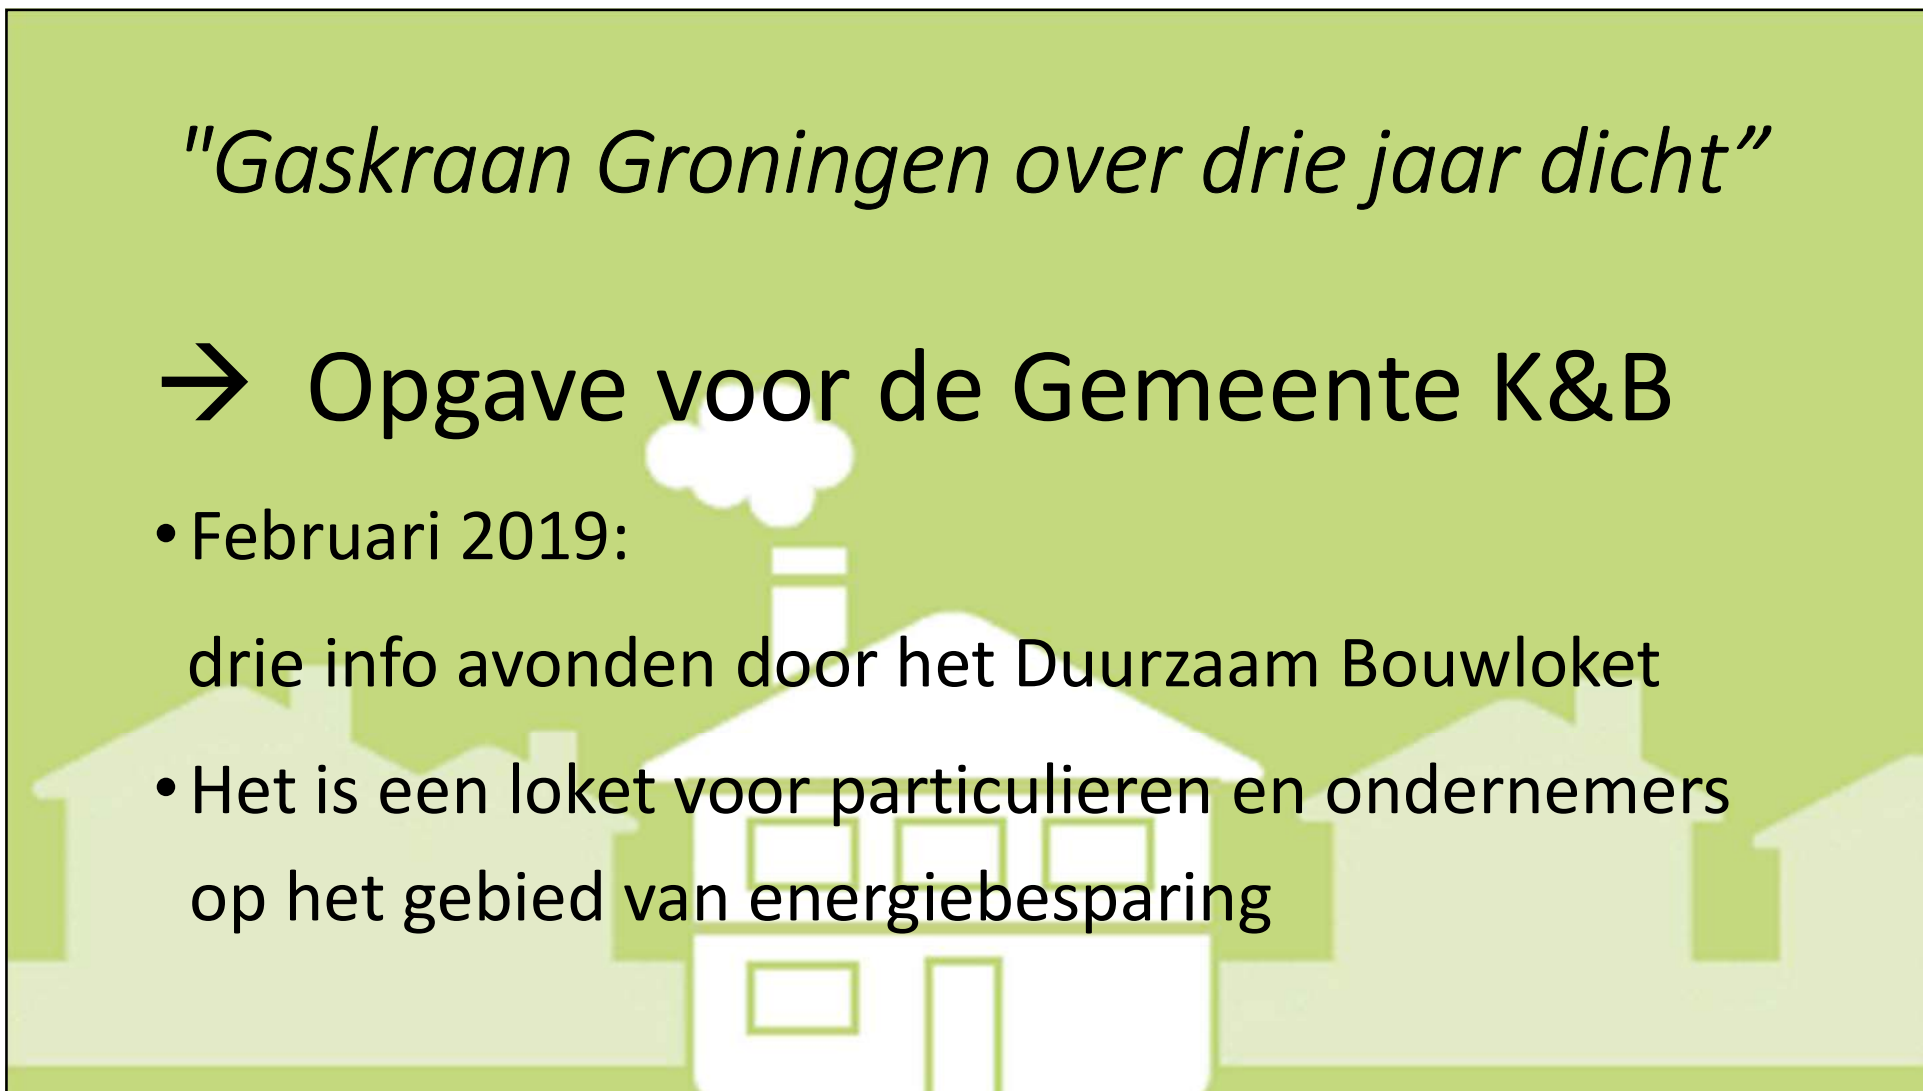 "Gaskraan Groningen over drie jaar dicht”
→ Opgave voor de Gemeente K&B
• Februari 2019:
drie info avonden door het Duurzaam Bouwloket
• Het is een loket voor particulieren en ondernemers
op het gebied van energiebesparing